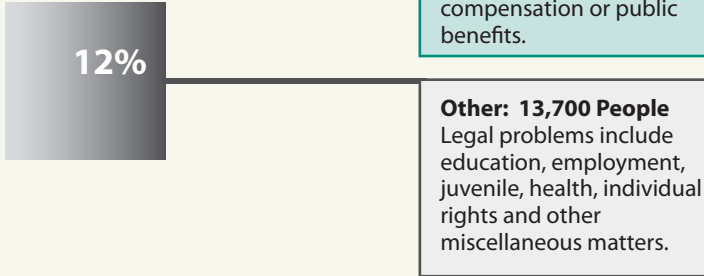 compensation or public
benefits.
12%
Other: 13,700 People
Legal problems include
education, employment,
juvenile, health, individual
rights and other
miscellaneous matters.